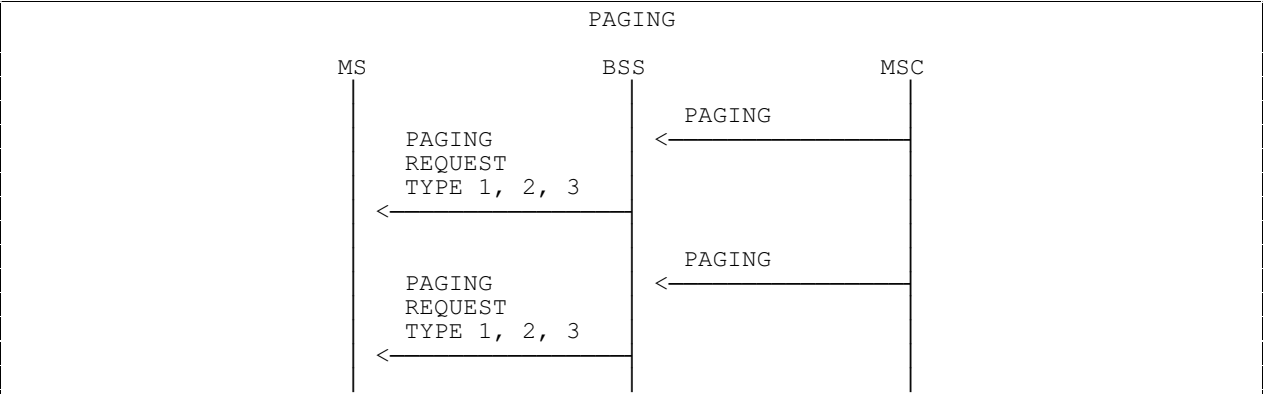 PAGING
MS BSS MSC
PAGING
PAGING
REQUEST
TYPE 1, 2, 3
PAGING
PAGING
REQUEST
TYPE 1, 2, 3